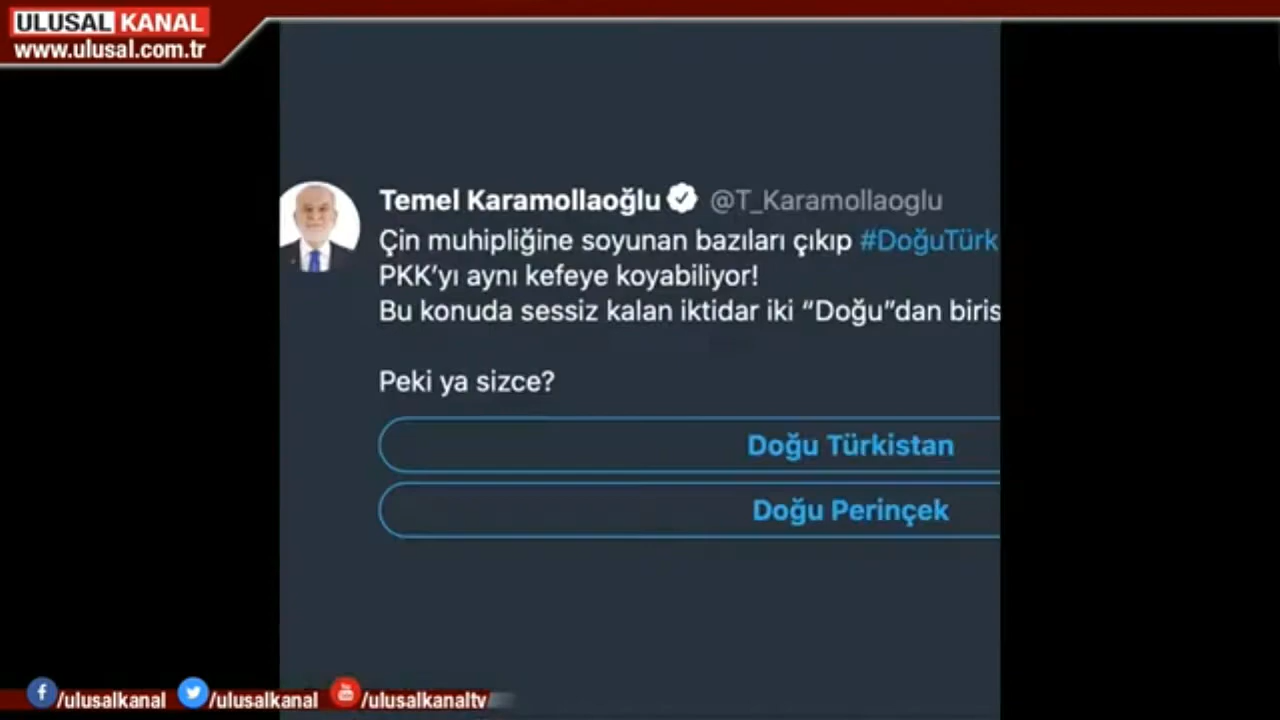 ULUSAL KANAL
www.ulusal.com.tr
Temel Karamollaoğlu @T_Karamollaoglu
Çin muhipliğine soyunan bazıları çıkıp #DoğuTürk
PKK’yı aynı kefeye koyabiliyor!
Bu konuda sessiz kalan iktidar iki “Doğu”dan biris
Peki ya sizce?
Doğu Türkistan
Doğu Perinçek
/ulusalkanal /ulusalkanal /ulusalkanaltv